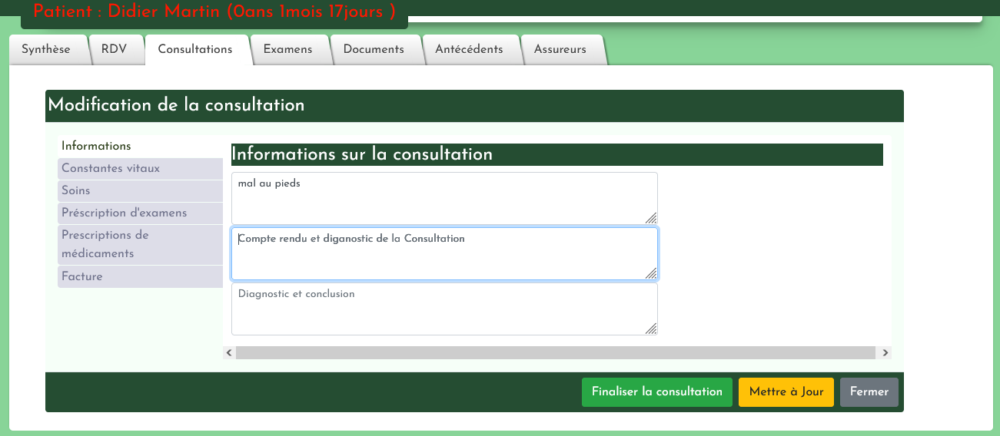 Patient : Didier Martin (0ans 1mois 17jours )
Synthèse RDV Consultations Examens Documents Antécédents Assureurs
Modification de la consultation
Informations
Constantes vitaux
Soins
Préscription d'examens
Prescriptions de
médicaments
Facture
Informations sur la consultation
mal au pieds
Compte rendu et diganostic de la Consultation
Diagnostic et conclusion
Finaliser la consultation Mettre à Jour Fermer